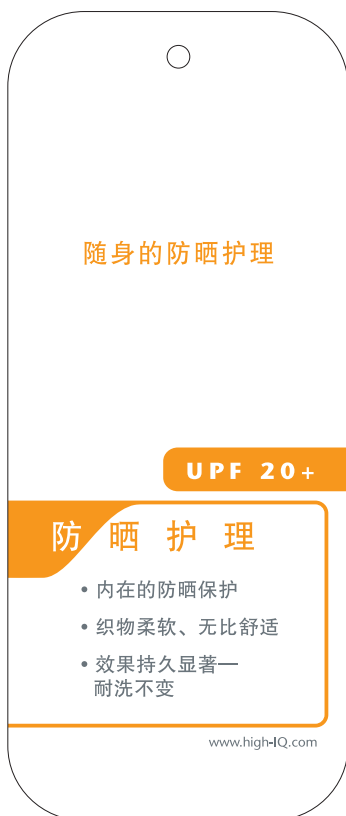 随身的防晒护理
UPF 20+
防晒护理
• 内在的防晒保护
• 织物柔软、无比舒适
• 效果持久显著—
耐洗不变
www.high-IQ.com